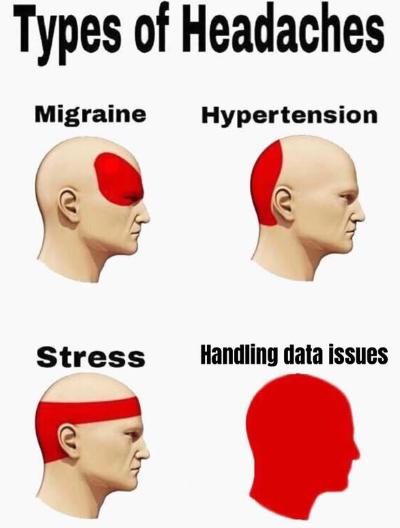 Types of Headaches
Migraine
Hypertension
Stress
Handling data issues